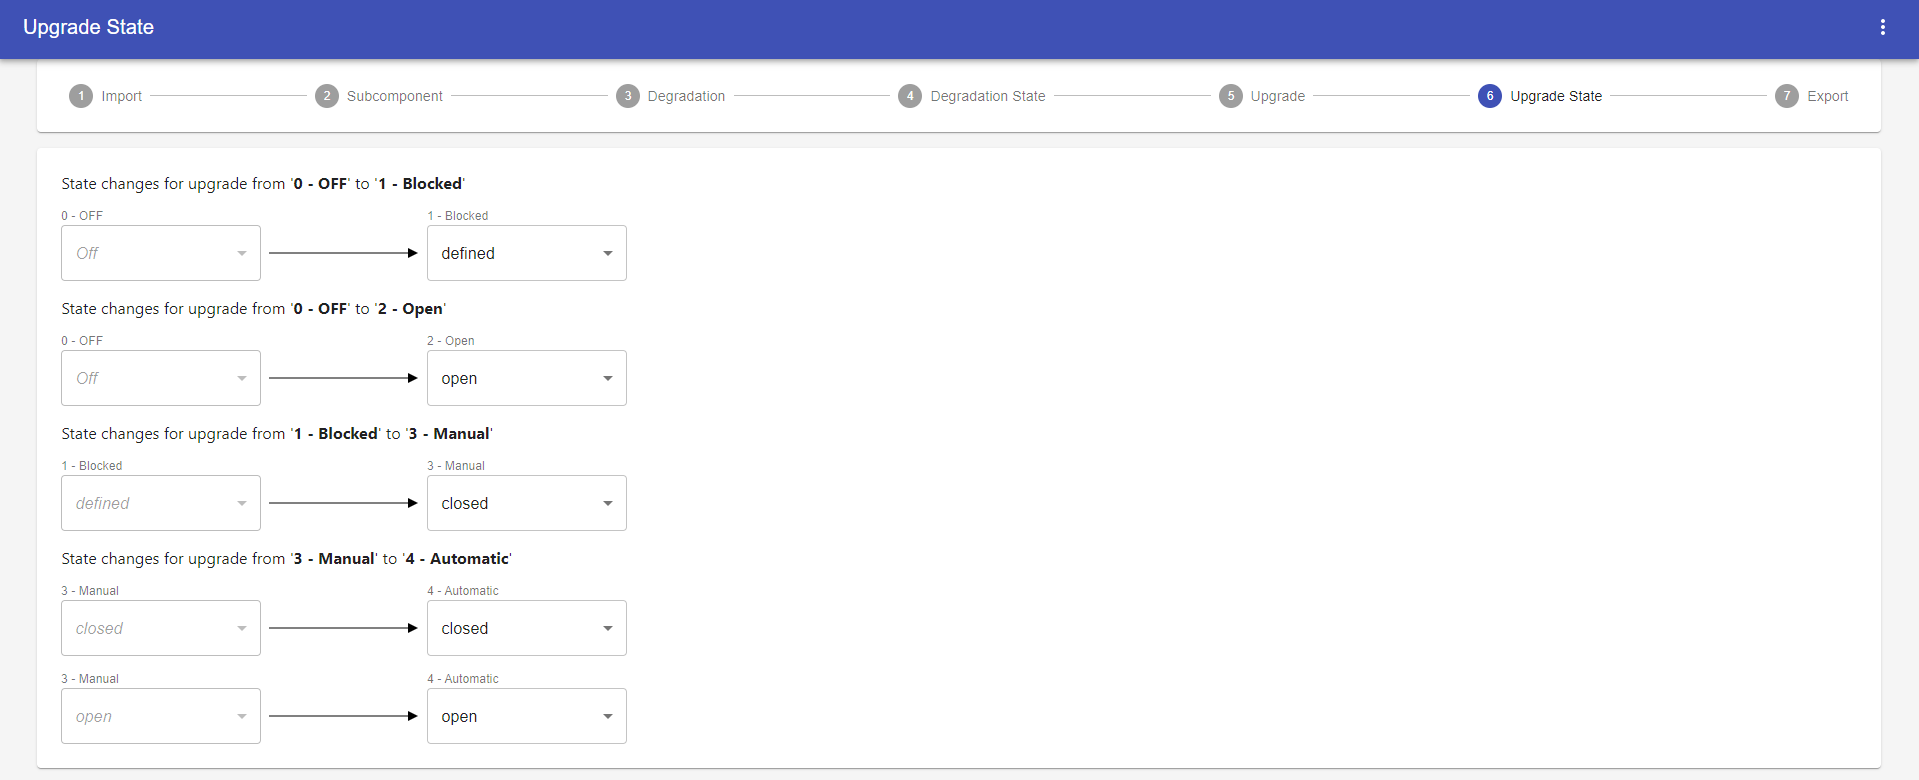 Upgrade State
1 Import 2 Subcomponent 3 Degradation 4 Degradation State 5 Upgrade 6 Upgrade State 7 Export
State changes for upgrade from '0 - OFF' to '1 - Blocked'
0 - OFF 1 - Blocked
Off defined
State changes for upgrade from '0 - OFF' to '2 - Open'
0 - OFF 2 - Open
Off open
State changes for upgrade from '1 - Blocked' to '3 - Manual'
1 - Blocked 3 - Manual
defined closed
State changes for upgrade from '3 - Manual' to '4 - Automatic'
3 - Manual 4 - Automatic
closed closed
3 - Manual 4 - Automatic
open open